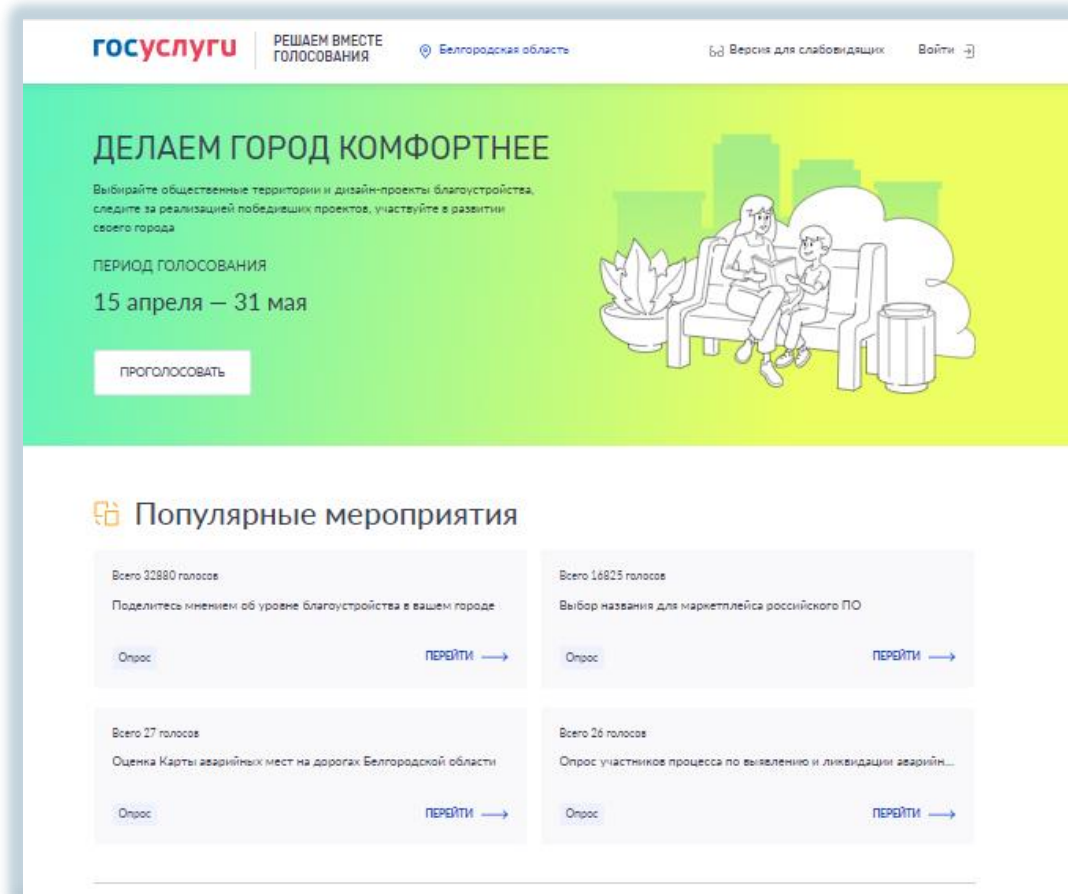 госуслуги
РЕШАЕМ ВМЕСТЕ
ГОЛОСОВАНИЯ
Белгородская область
Версия для слабовидящих
Войти
ДЕЛАЕМ ГОРОД КОМФОРТНЕЕ
Выбирайте общественные территории и дизайн-проекты благоустройства,
следите за реализацией победивших проектов, участвуйте в развитии
своего города
ПЕРИОД ГОЛОСОВАНИЯ
15 апреля — 31 мая
ПРОГОЛОСОВАТЬ
Популярные мероприятия
Всего 32880 голосов
Поделитесь мнением об уровне благоустройства в вашем городе
Опрос
ПЕРЕЙТИ
Всего 16825 голосов
Выбор названия для маркетплейса российского ПО
Опрос
ПЕРЕЙТИ
Всего 27 голосов
Оценка Карты аварийных мест на дорогах Белгородской области
Опрос
ПЕРЕЙТИ
Всего 26 голосов
Опрос участников процесса по выявлению и ликвидации аварийн...
Опрос
ПЕРЕЙТИ